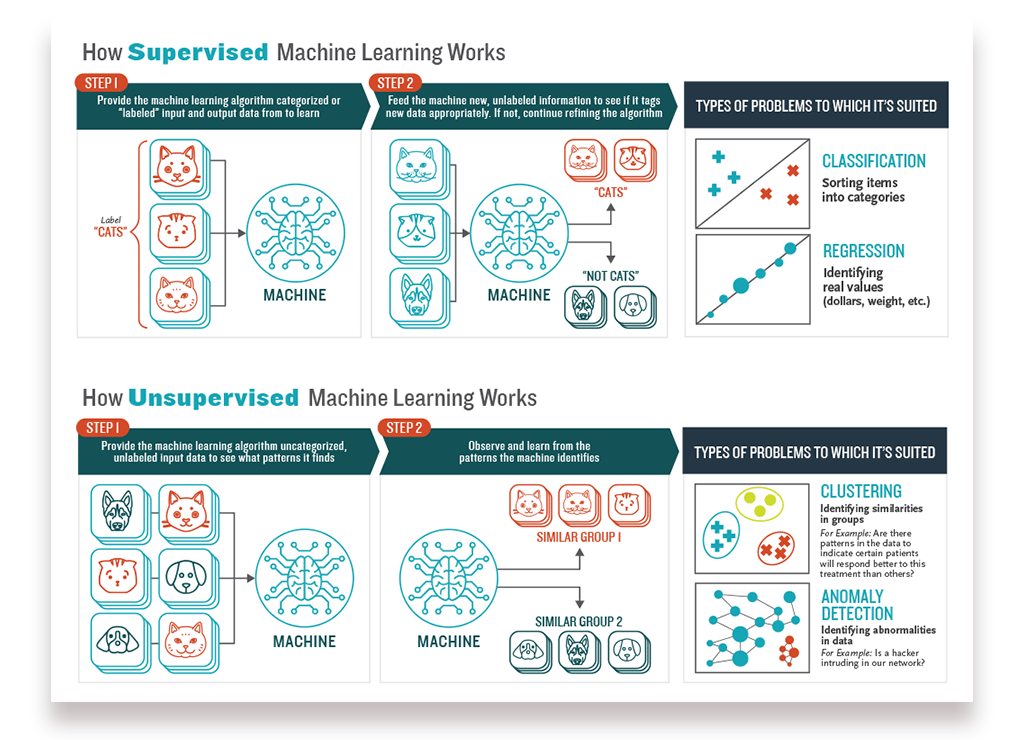 How Supervised Machine Learning Works
STEP 1
Provide the machine learning algorithm categorized or
“labeled” input and output data from to learn
Label
“CATS”
MACHINE
STEP 2
Feed the machine new, unlabeled information to see if it tags
new data appropriately. If not, continue refining the algorithm
MACHINE
“CATS”
“NOT CATS”
TYPES OF PROBLEMS TO WHICH IT'S SUITED
CLASSIFICATION
Sorting items
into categories
REGRESSION
Identifying
real values
(dollars, weight, etc.)
How Unsupervised Machine Learning Works
STEP 1
Provide the machine learning algorithm uncategorized,
unlabeled input data to see what patterns it finds
MACHINE
STEP 2
Observe and learn from the
patterns the machine identifies
MACHINE
SIMILAR GROUP 1
SIMILAR GROUP 2
TYPES OF PROBLEMS TO WHICH IT'S SUITED
CLUSTERING
Identifying similarities
in groups
For Example: Are there
patterns in the data to
indicate certain patients
will respond better to this
treatment than others?
ANOMALY
DETECTION
Identifying abnormalities
in data
For Example: Is a hacker
intruding in our network?